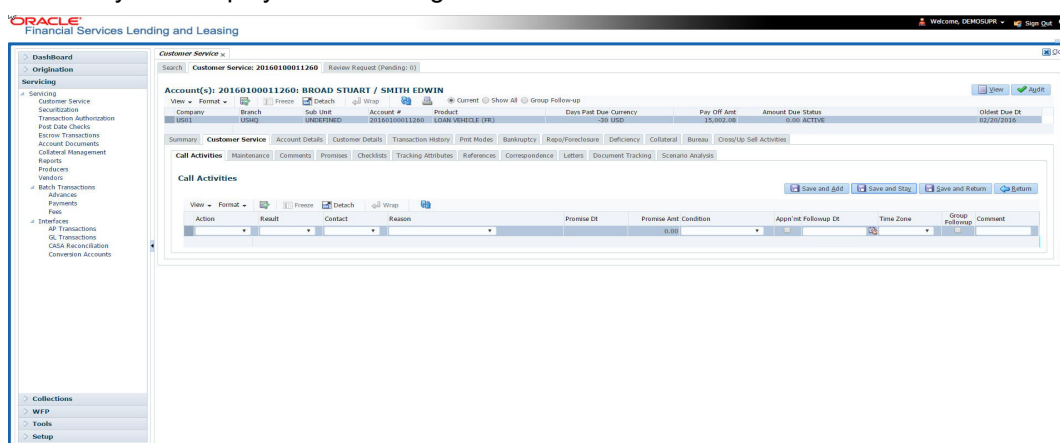 ORACLE
Financial Services Lending and Leasing
Welcome, DEMOSUPR Sign Out
DashBoard
Origination
Servicing
Servicing
Customer Service
Securitization
Transaction Authorization
Post Date Checks
Escrow Transactions
Account Documents
Collateral Management
Reports
Producers
Vendors
Batch Transactions
Advances
Payments
Fees
Interfaces
AP Transactions
GL Transactions
CASA Reconciliation
Conversion Accounts
Collections
WFP
Tools
Setup
Customer Service
Search Customer Service: 20160100011260 Review Request (Pending: 0)
Account(s): 20160100011260: BROAD STUART / SMITH EDWIN
View Audit
View Format Freeze Detach Wrap Current Show All Group Follow-up
Company Branch Sub Unit Account # Product Days Past Due Currency Pay Off Amt Amount Due Status Oldest Due Dt
US01 USHQ UNDEFINED 20160100011260 LOAN VEHICLE (FR) -30 USD 15,002.08 0.00 ACTIVE 02/20/2016
Summary Customer Service Account Details Customer Details Transaction History Pmt Modes Bankruptcy Repo/Foreclosure Deficiency Collateral Bureau Cross/Up Sell Activities
Call Activities Maintenance Comments Promises Checklists Tracking Attributes References Correspondence Letters Document Tracking Scenario Analysis
Call Activities
Save and Add Save and Stay Save and Return Return
View Format Freeze Detach Wrap
Action Result Contact Reason Promise Dt Promise Amt Condition Appn'mt Followup Dt Time Zone Group Followup Comment
0.00